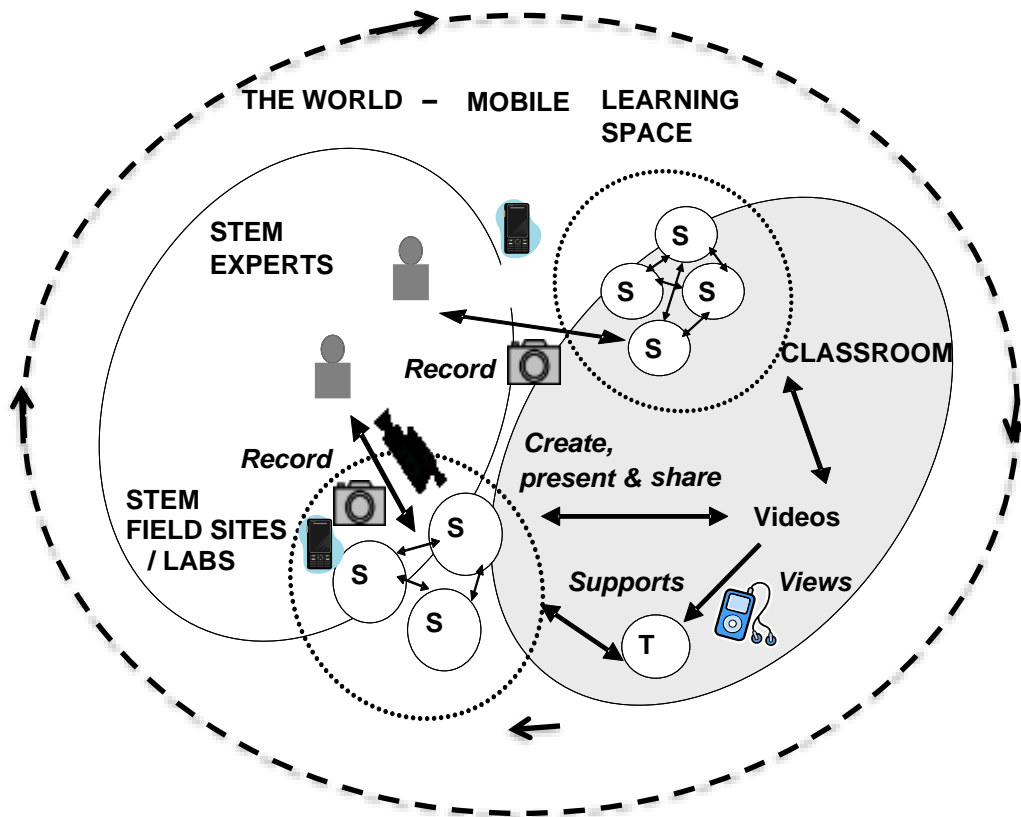 THE WORLD – MOBILE LEARNING
SPACE
STEM
EXPERTS
S
S
S
S
CLASSROOM
Record
Record
Create,
present & share
STEM
FIELD SITES
/ LABS
Videos
S
S
S
Supports
Views
T